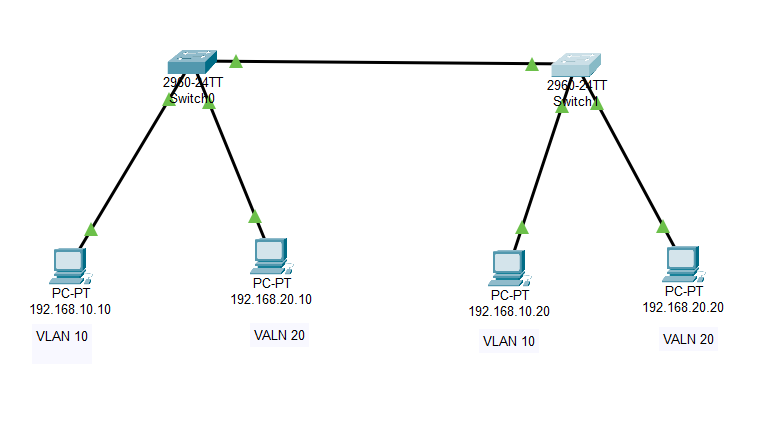 2960-24TT
Switch0
2960-24TT
Switch1
PC-PT
192.168.10.10
VLAN 10
PC-PT
192.168.20.10
VALN 20
PC-PT
192.168.10.20
VLAN 10
PC-PT
192.168.20.20
VALN 20